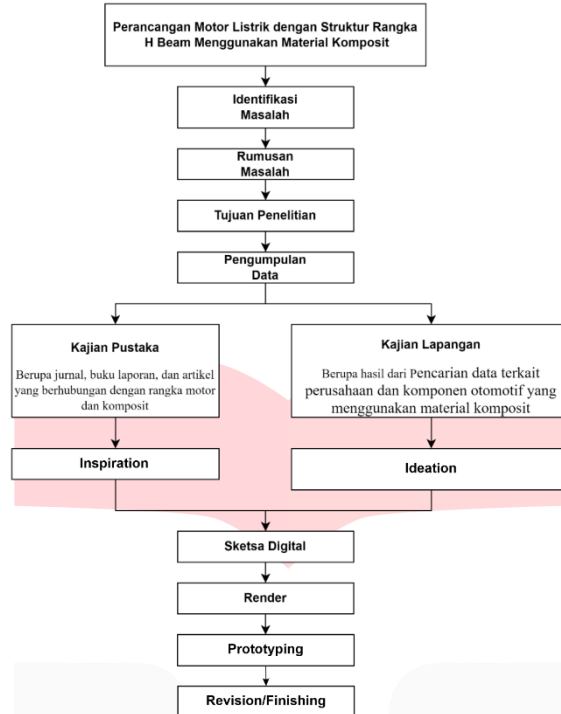 Perancangan Motor Listrik dengan Struktur Rangka
H Beam Menggunakan Material Komposit
Identifikasi
Masalah
Rumusan
Masalah
Tujuan Penelitian
Pengumpulan
Data
Kajian Pustaka
Berupa jurnal, buku laporan, dan artikel
yang berhubungan dengan rangka motor
dan komposit
Kajian Lapangan
Berupa hasil dari Pencarian data terkait
perusahaan dan komponen otomotif yang
menggunakan material komposit
Inspiration
Ideation
Sketsa Digital
Render
Prototyping
Revision/Finishing